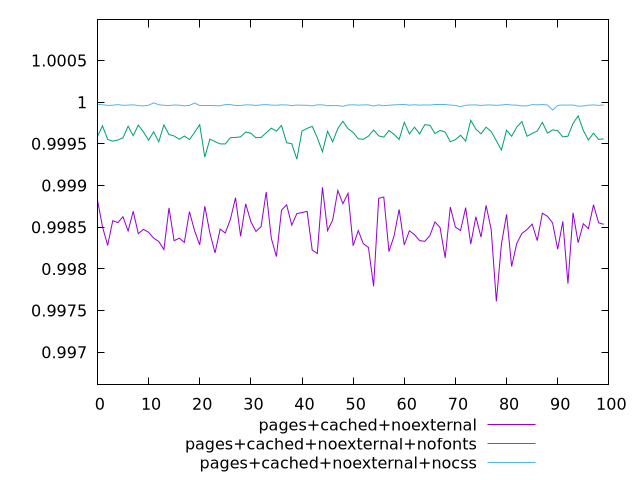 1.0005
1
0.9995
0.999
0.9985
0.998
0.9975
0.997
0 10 20 30 40 50 60 70 80 90 100
pages+cached+noexternal
pages+cached+noexternal+nofonts
pages+cached+noexternal+nocss